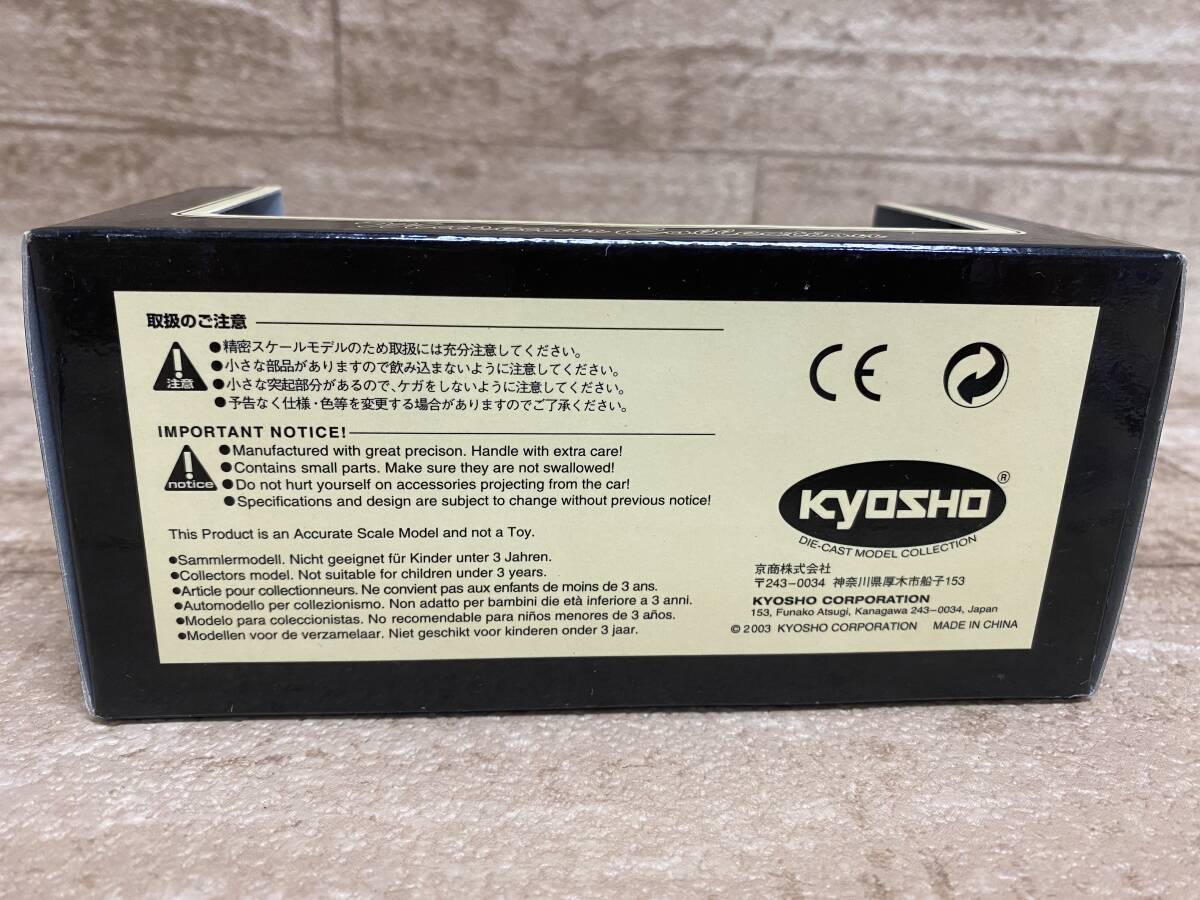 取扱のご注意
注意
●精密スケールモデルのため取扱には充分注意してください。
●小さな部品がありますので飲み込まないように注意してください。
●小さな突起部分があるので、ケガをしないように注意してください。
●予告なく仕様・色等を変更する場合がありますのでご了承ください。
IMPORTANT NOTICE!
notice
●Manufactured with great precison. Handle with extra care!
●Contains small parts. Make sure they are not swallowed!
●Do not hurt yourself on accessories projecting from the car!
●Specifications and design are subject to change without previous notice!
This Product is an Accurate Scale Model and not a Toy.
●Sammlermodell. Nicht geeignet für Kinder unter 3 Jahren.
●Collectors model. Not suitable for children under 3 years.
●Article pour collectionneurs. Ne convient pas aux enfants de moins de 3 ans.
●Automodello per collezionismo. Non adatto per bambini die età inferiore a 3 anni.
●Modelo para coleccionistas. No recomendable para niños menores de 3 años.
●Modellen voor de verzamelaar. Niet geschikt voor kinderen onder 3 jaar.
CE
KYOSHO®
DIE-CAST MODEL COLLECTION
京商株式会社
〒243-0034 神奈川県厚木市船子153
KYOSHO CORPORATION
153, Funako Atsugi, Kanagawa 243-0034, Japan
© 2003 KYOSHO CORPORATION MADE IN CHINA